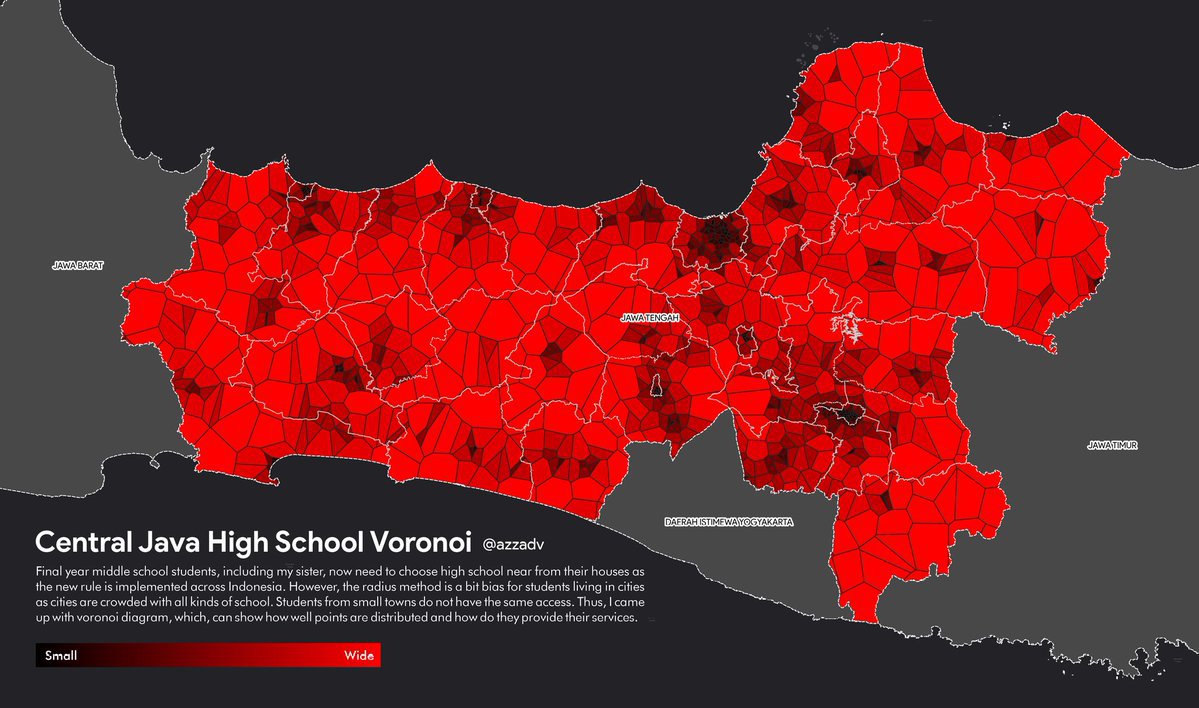 JAWA BARAT
JAWA TENGAH
JAWA TIMUR
DAERAH ISTIMEWA YOGYAKARTA
Central Java High School Voronoi @azzadv
Final year middle school students, including my sister, now need to choose high school near from their houses as
the new rule is implemented across Indonesia. However, the radius method is a bit bias for students living in cities
as cities are crowded with all kinds of school. Students from small towns do not have the same access. Thus, I came
up with voronoi diagram, which, can show how well points are distributed and how do they provide their services.
Small Wide